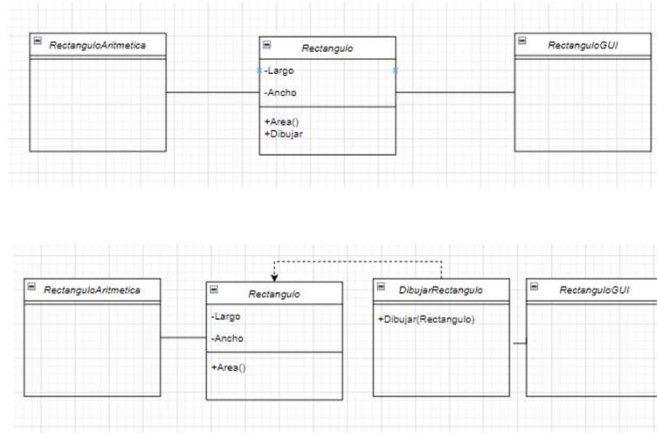 RectanguloAritmetica
Rectangulo
-Largo
-Ancho
+Area()
+Dibujar
RectanguloGUI
RectanguloAritmetica
Rectangulo
-Largo
-Ancho
+Area()
DibujarRectangulo
+Dibujar(Rectangulo)
RectanguloGUI